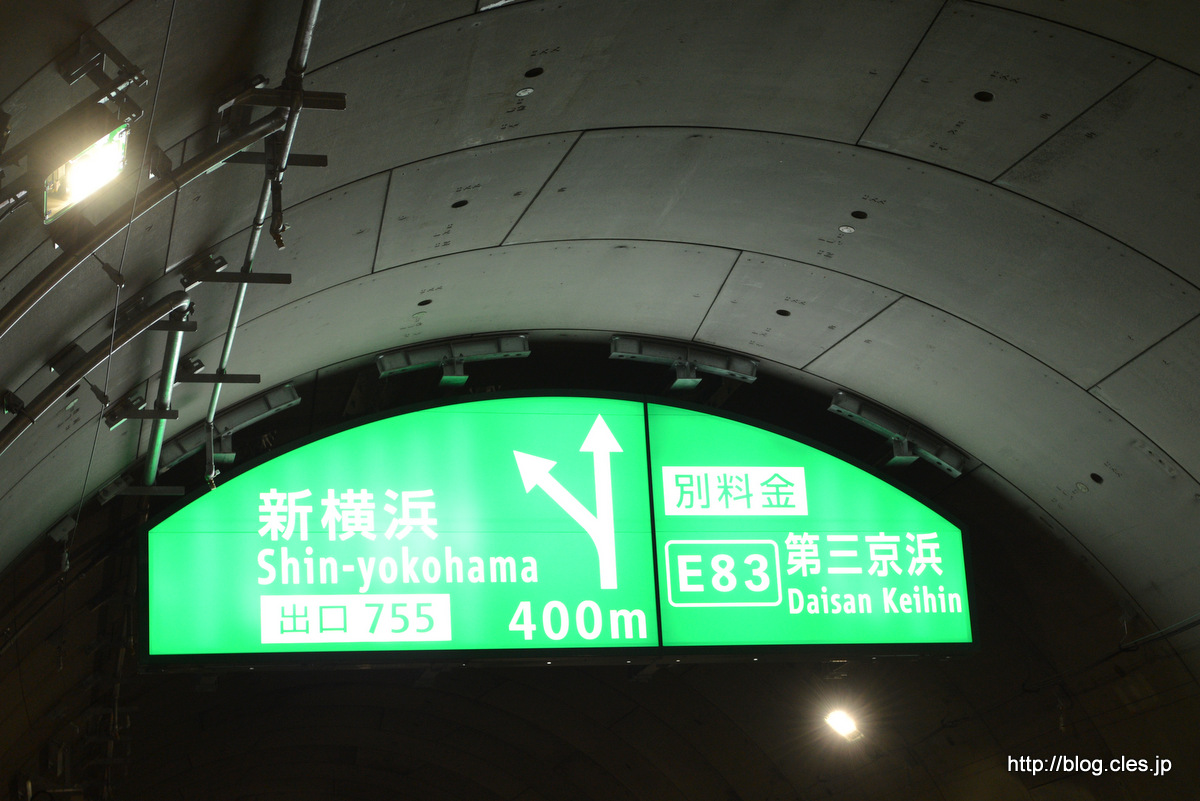 新横浜
Shin-yokohama
出口 755
400m
別料金
E83
第三京浜
Daisan Keihin
http://blog.cles.jp